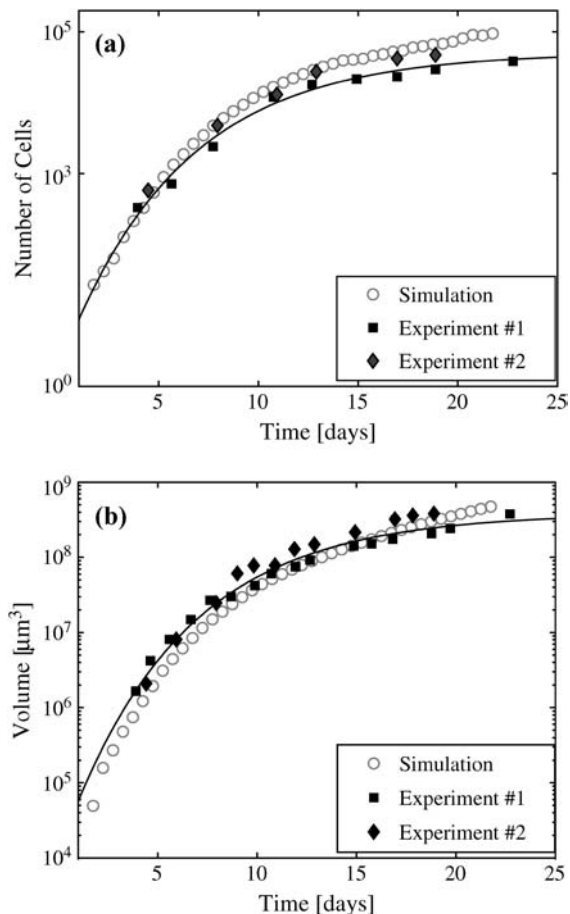 (a)
10^5
10^3
10^0
Number of Cells
5 10 15 20 25
Time [days]
Simulation
Experiment #1
Experiment #2
(b)
10^9
10^8
10^7
10^6
10^5
10^4
Volume [μm^3]
5 10 15 20 25
Time [days]
Simulation
Experiment #1
Experiment #2